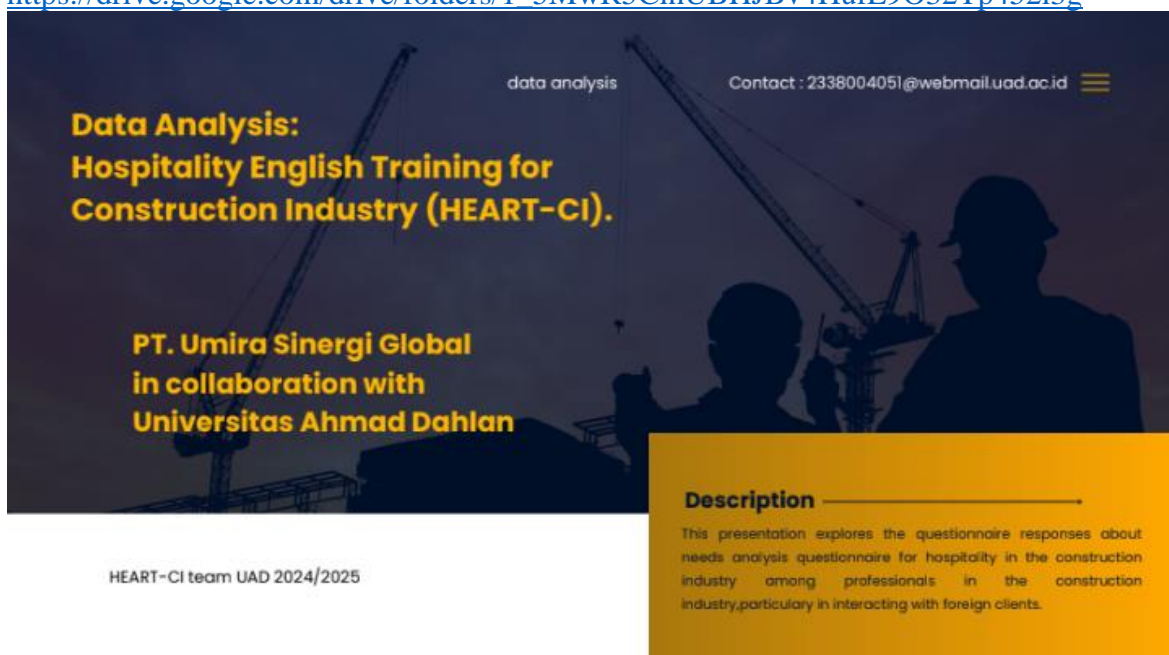 data analysis
Contact : 2338004051@webmail.uad.ac.id
Data Analysis:
Hospitality English Training for
Construction Industry (HEART-CI).
PT. Umira Sinergi Global
in collaboration with
Universitas Ahmad Dahlan
Description
This presentation explores the questionnaire responses about
needs analysis questionnaire for hospitality in the construction
industry among professionals in the construction
industry,particulary in interacting with foreign clients.
HEART-CI team UAD 2024/2025